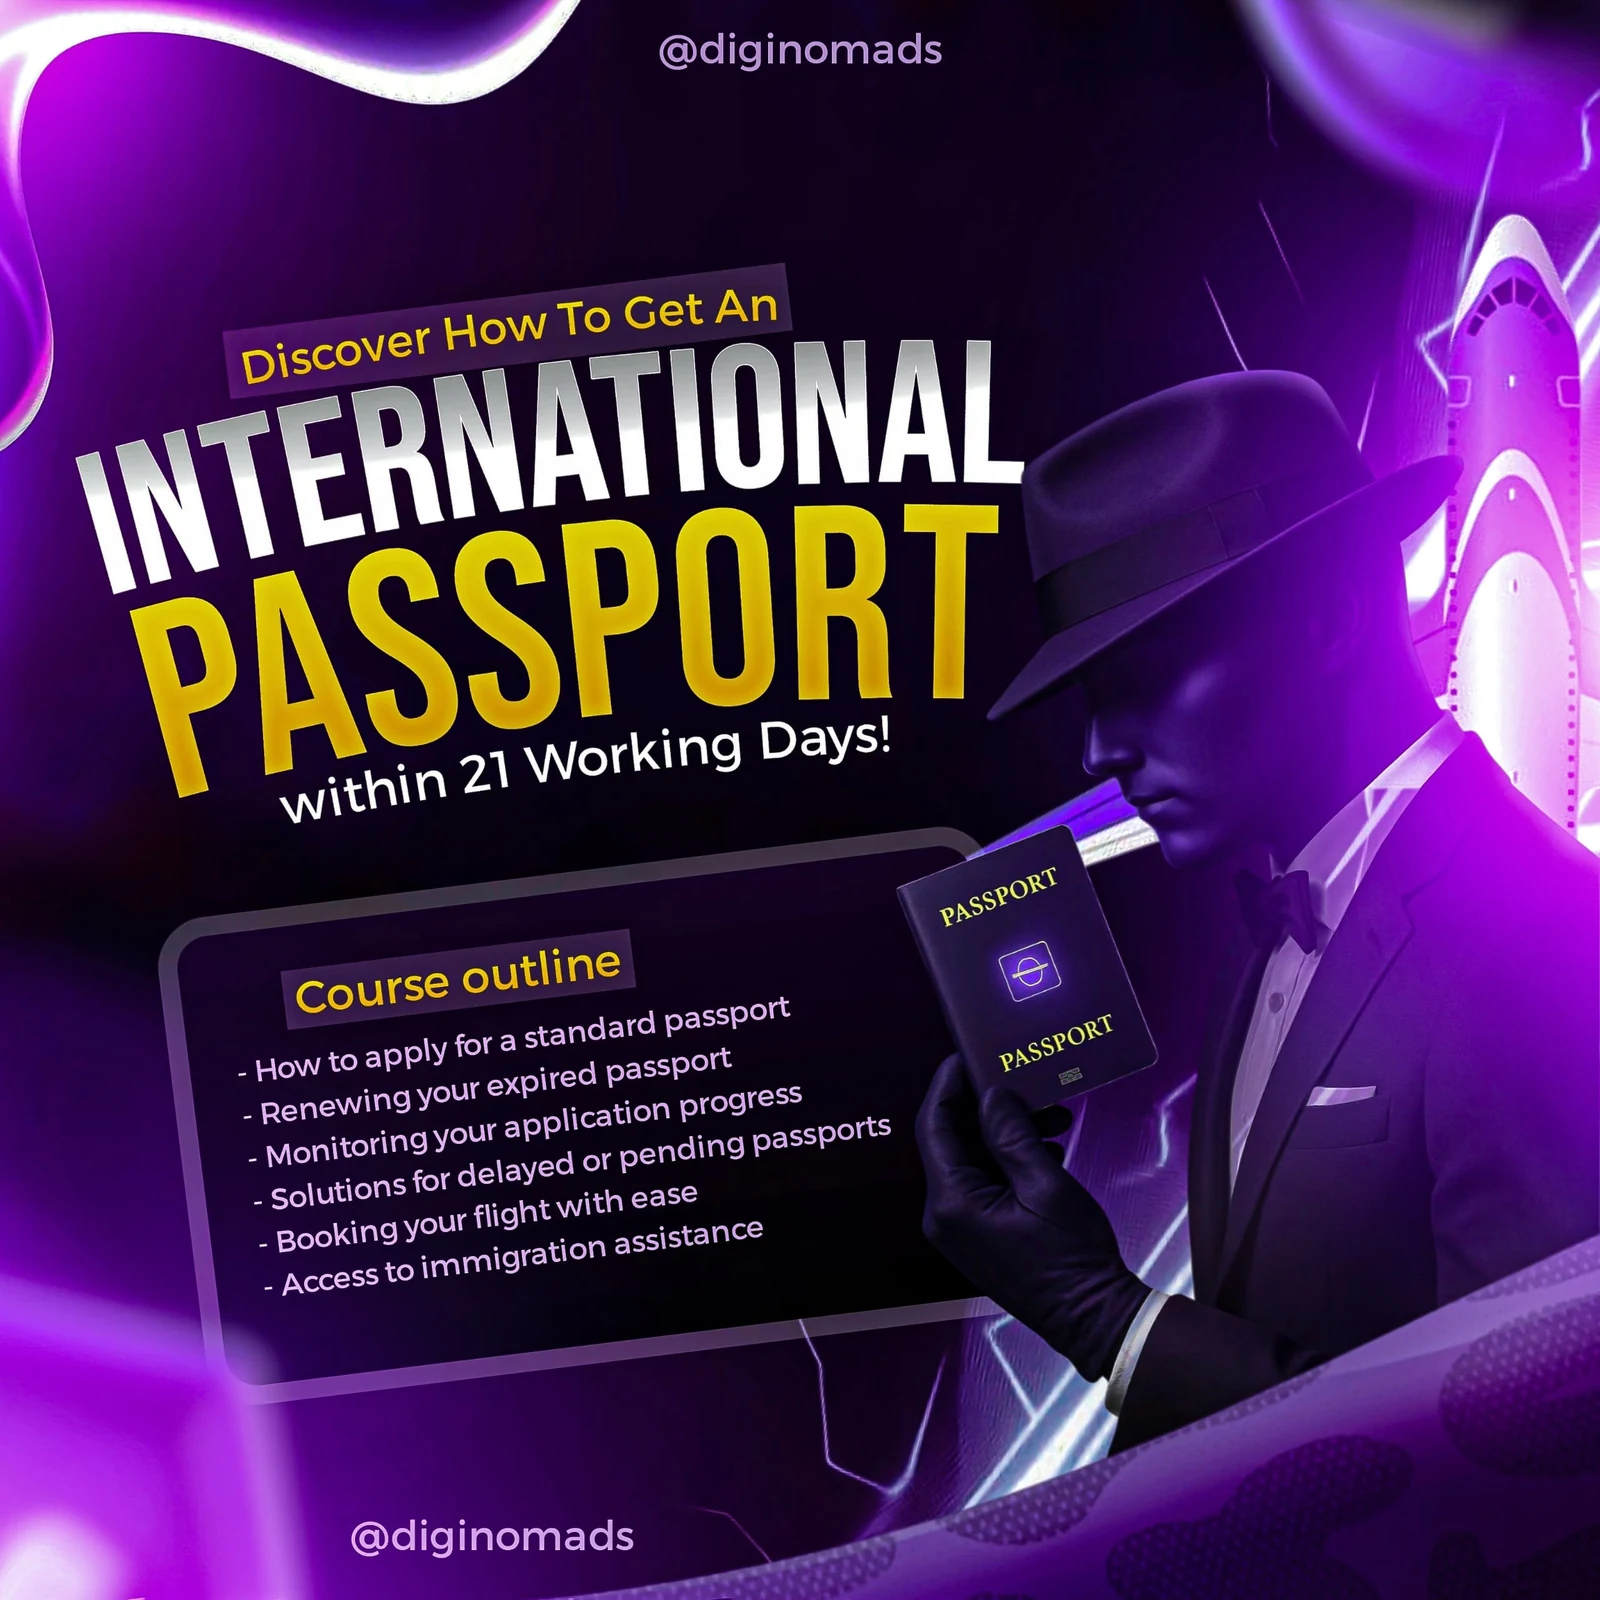 @diginomads
Discover How To Get An
INTERNATIONAL
PASSPORT
within 21 Working Days!
PASSPORT
PASSPORT
Course outline
- How to apply for a standard passport
- Renewing your expired passport
- Monitoring your application progress
- Solutions for delayed or pending passports
- Booking your flight with ease
- Access to immigration assistance
@diginomads